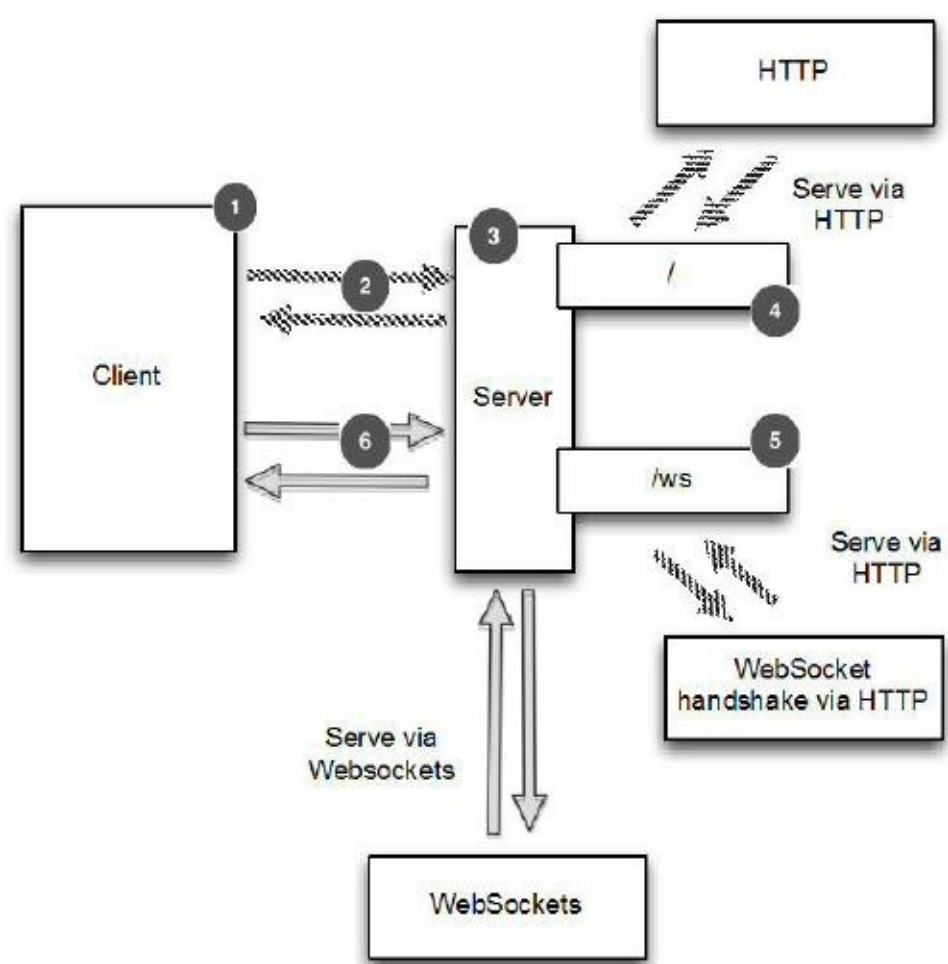 HTTP
Serve via
HTTP
1
3
/
2
4
Client
Server
6
5
/ws
Serve via
HTTP
WebSocket
handshake via HTTP
Serve via
Websockets
WebSockets